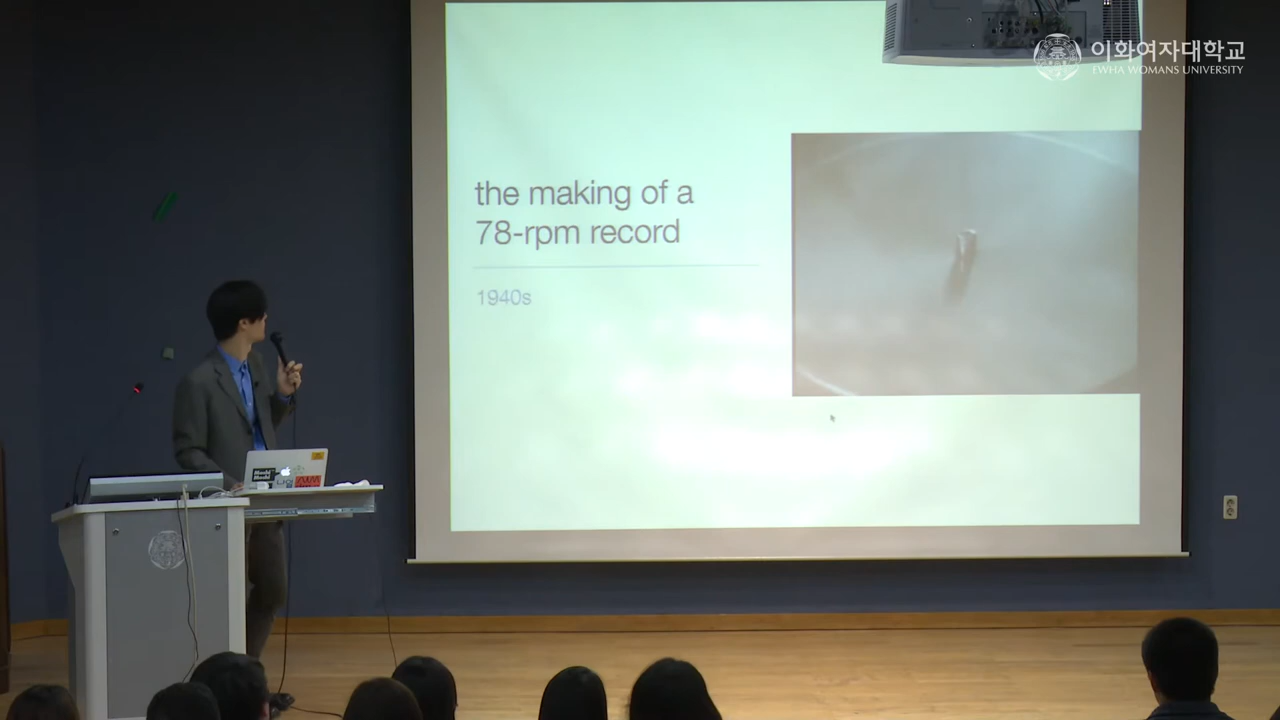 이화여자대학교
EWHA WOMANS UNIVERSITY
the making of a
78-rpm record
1940s